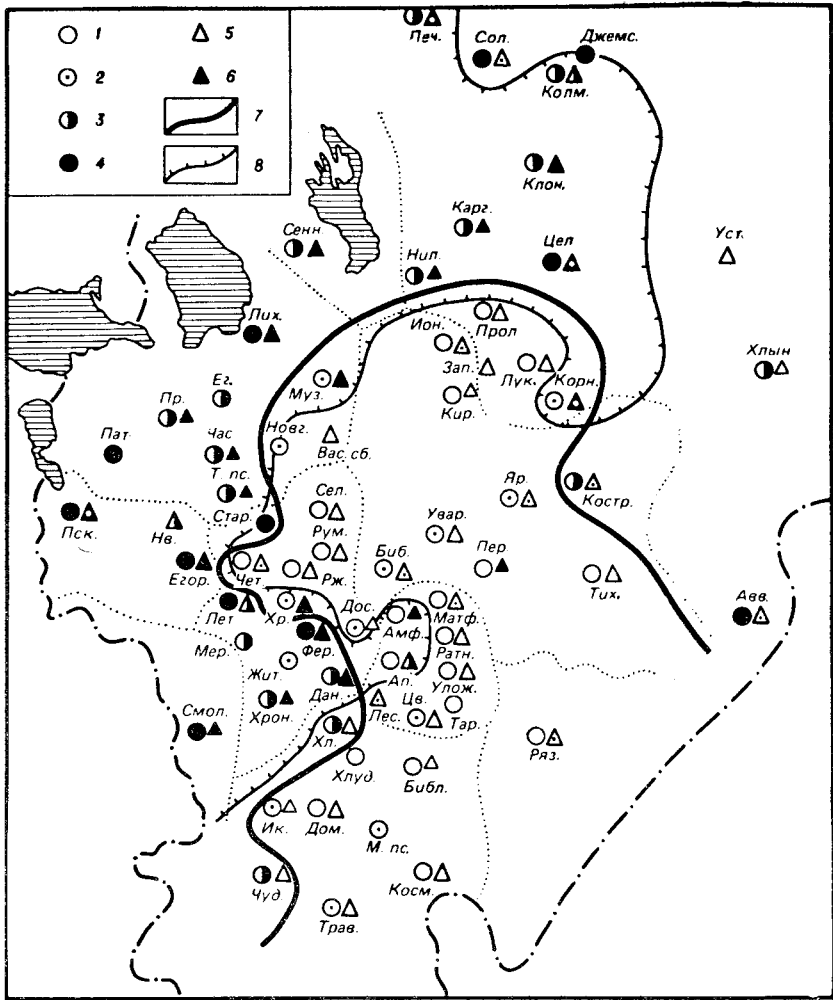 1 5
2 6
3 7
4 8
Печ.
Сол.
Джемс.
Колм.
Клон.
Карг.
Сенн.
Нил.
Цел
Уст.
Лих.
Ион.
Прол
Зап.
Лук.
Корн.
Хлын
Муз.
Кир.
Ег.
Пр.
Новг.
Пат.
Час
Вас. сб.
Т. пс.
Яр.
Костр.
Пск.
Нв.
Стар.
Сел.
Рум.
Увар.
Егор.
Чет.
Рж.
Биб.
Пер.
Тих.
Авв.
Пет
Хр.
Дос.
Амф.
Матф.
Мер.
Фер.
Ратн.
Жит.
Дан.
Ап.
Улож.
Смол.
Хрон.
Лес.
Цв.
Тар.
Хл.
Ряз.
Хлуд.
Библ.
Ик.
Дом.
М. пс.
Чуд.
Косм.
Трав.